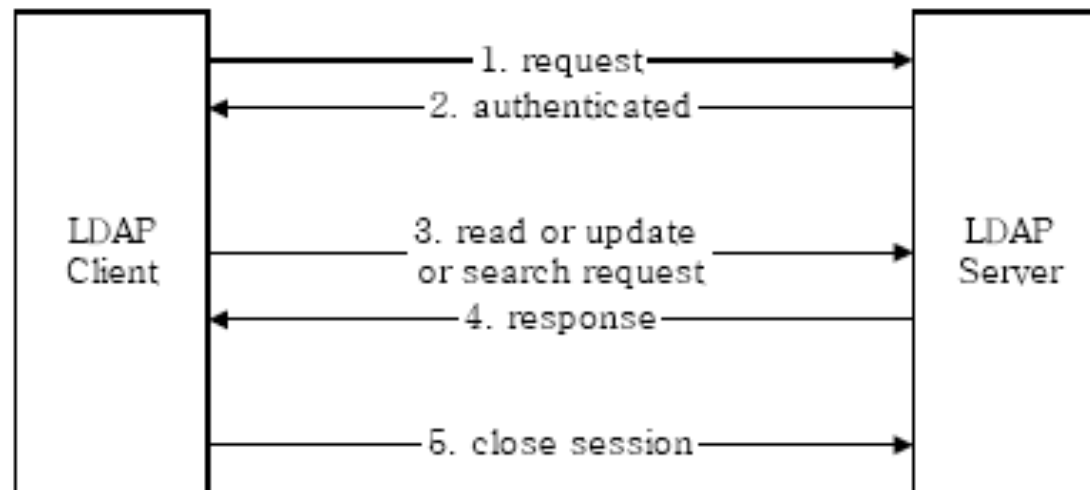 1. request
2. authenticated
LDAP
Client
3. read or update
or search request
LDAP
Server
4. response
5. close session